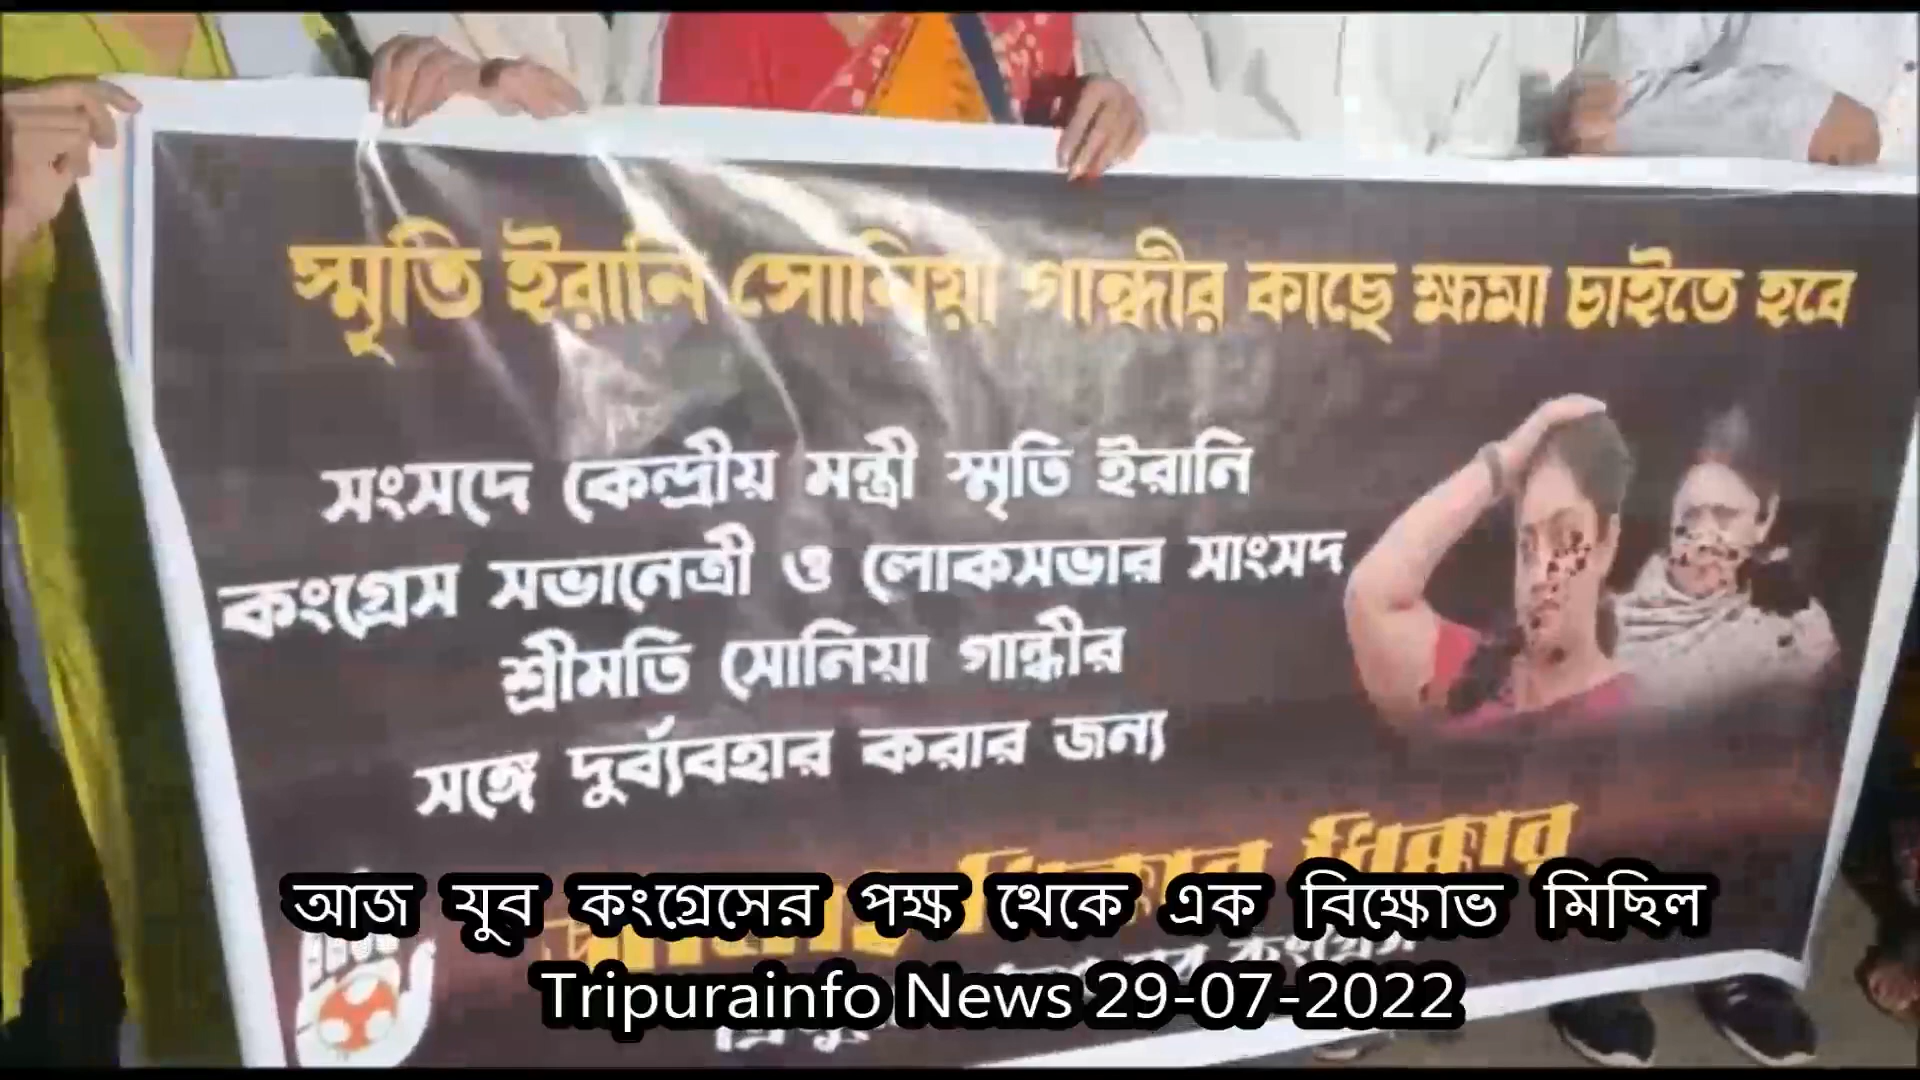 স্মৃতি ইরানি সোনিয়া গান্ধীর কাছে ক্ষমা চাইতে হবে
সংসদে কেন্দ্রীয় মন্ত্রী স্মৃতি ইরানি
কংগ্রেস সভানেত্রী ও লোকসভার সাংসদ
শ্রীমতি সোনিয়া গান্ধীর
সঙ্গে দুর্ব্যবহার করার জন্য
ধিক্কার ধিক্কার
আজ যুব কংগ্রেসের পক্ষ থেকে এক বিক্ষোভ মিছিল
কংগ্রেস
Tripurainfo News 29-07-2022